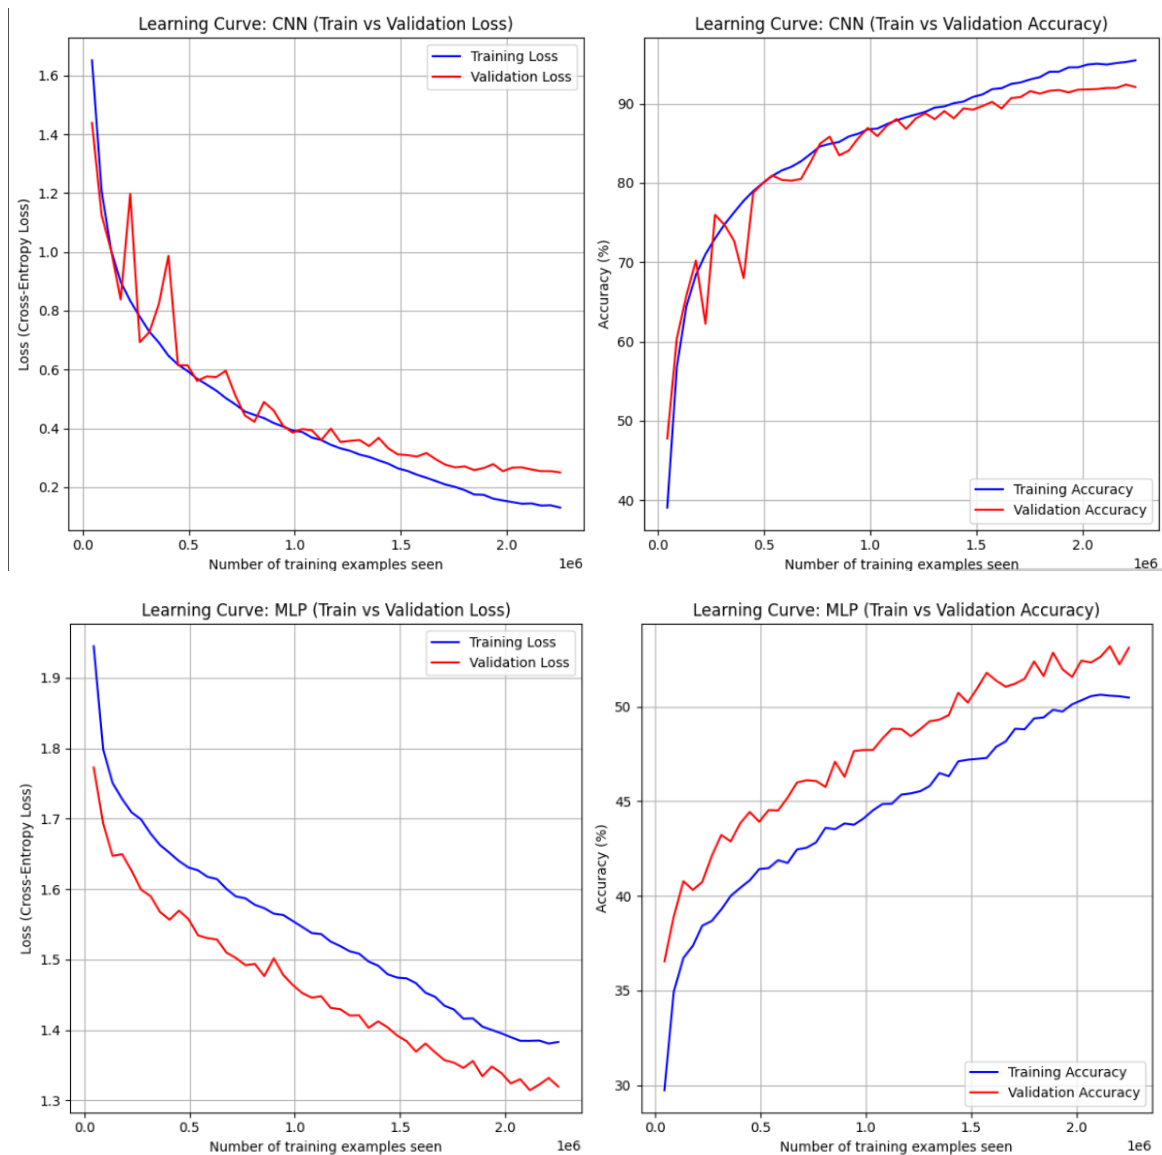 Learning Curve: CNN (Train vs Validation Loss)
Training Loss
Validation Loss
Loss (Cross-Entropy Loss)
1.6
1.4
1.2
1.0
0.8
0.6
0.4
0.2
0.0
0.5
1.0
1.5
2.0
1e6
Number of training examples seen
Learning Curve: CNN (Train vs Validation Accuracy)
Accuracy (%)
90
80
70
60
50
40
Training Accuracy
Validation Accuracy
0.0
0.5
1.0
1.5
2.0
1e6
Number of training examples seen
Learning Curve: MLP (Train vs Validation Loss)
Training Loss
Validation Loss
Loss (Cross-Entropy Loss)
1.9
1.8
1.7
1.6
1.5
1.4
1.3
0.0
0.5
1.0
1.5
2.0
1e6
Number of training examples seen
Learning Curve: MLP (Train vs Validation Accuracy)
Accuracy (%)
50
45
40
35
30
Training Accuracy
Validation Accuracy
0.0
0.5
1.0
1.5
2.0
1e6
Number of training examples seen